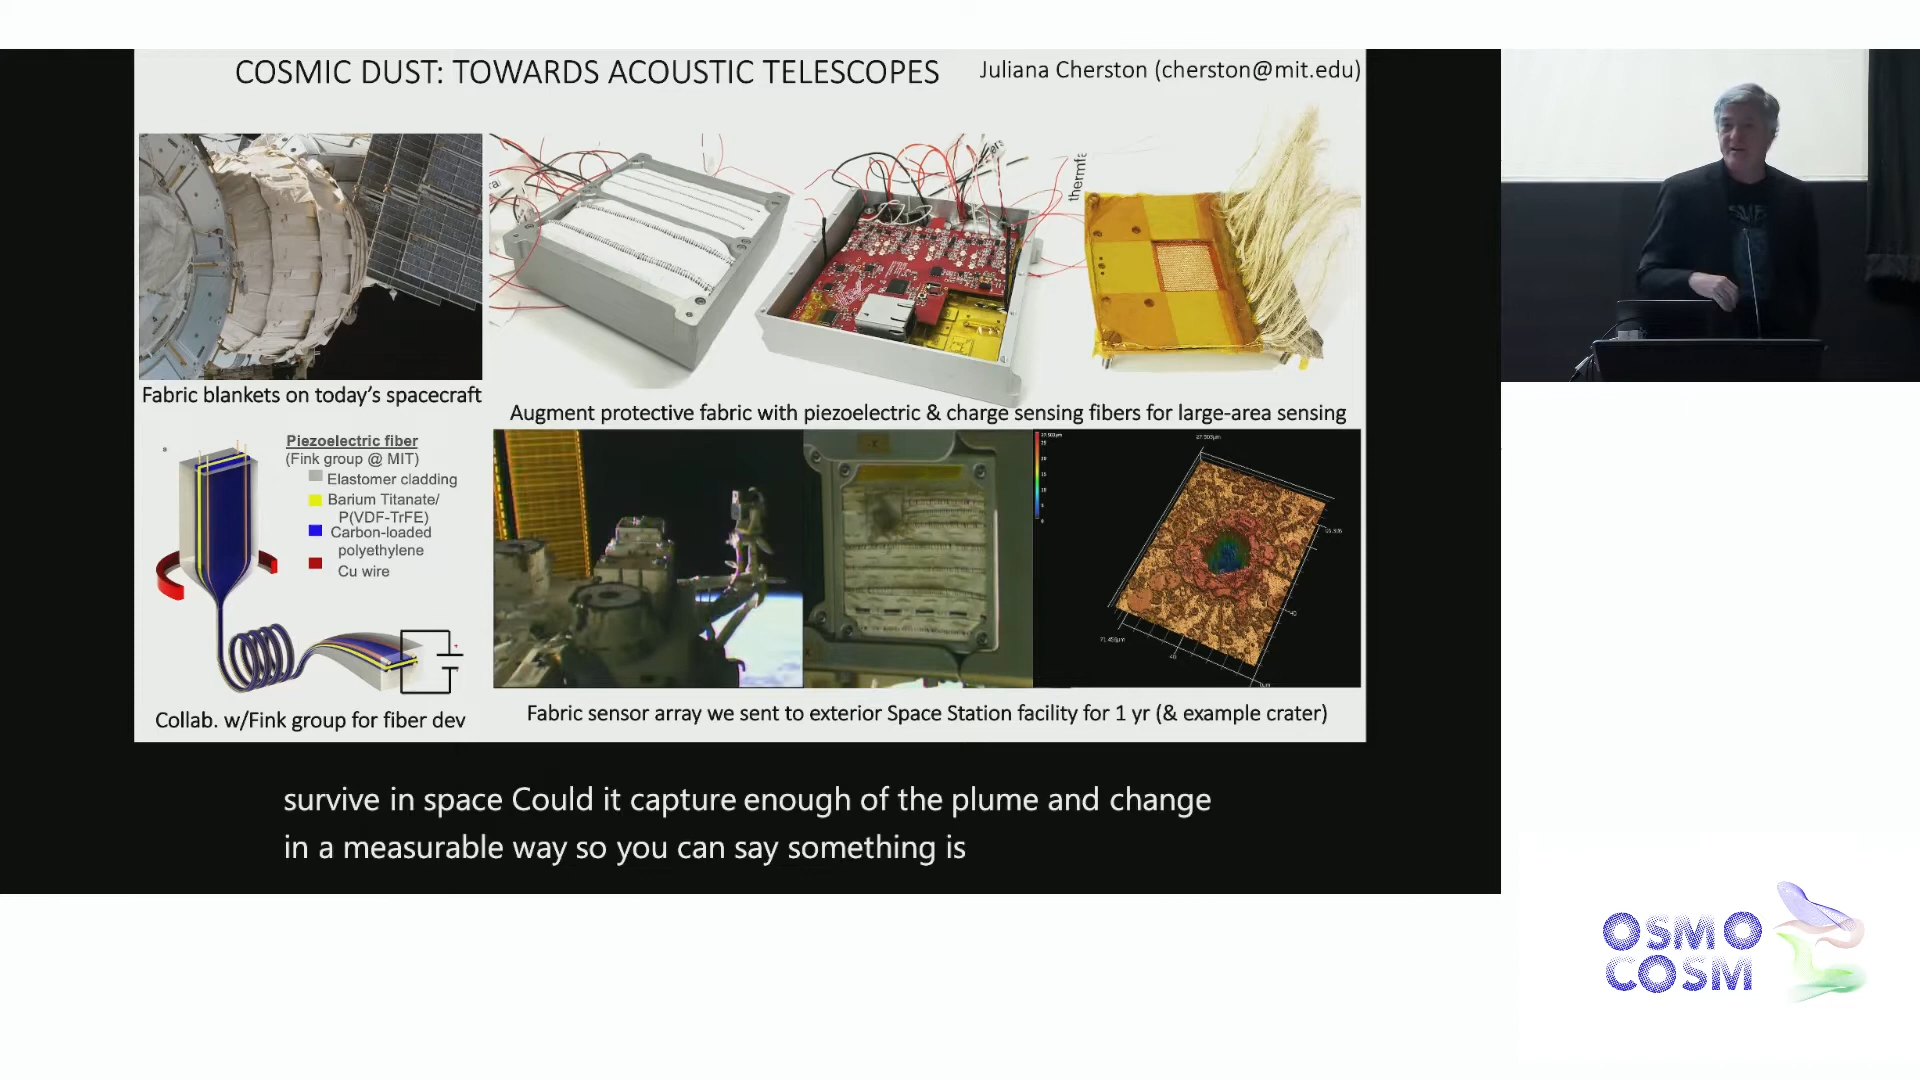 COSMIC DUST: TOWARDS ACOUSTIC TELESCOPES
Juliana Cherston (cherston@mit.edu)
Fabric blankets on today's spacecraft
Augment protective fabric with piezoelectric & charge sensing fibers for large-area sensing
Piezoelectric fiber
(Fink group @ MIT)
Elastomer cladding
Barium Titanate/
P(VDF-TrFE)
Carbon-loaded
polyethylene
Cu wire
Collab. w/Fink group for fiber dev
Fabric sensor array we sent to exterior Space Station facility for 1 yr (& example crater)
survive in space Could it capture enough of the plume and change
in a measurable way so you can say something is
OSMO
COSM